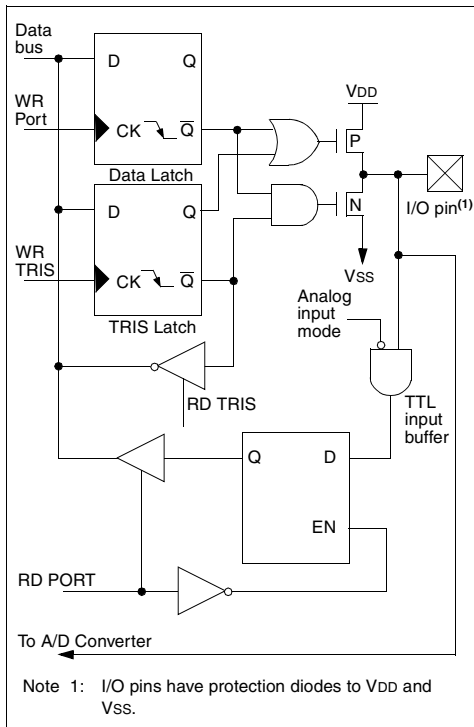 Data
bus
D Q
VDD
WR
Port
CK Q
P
Data Latch
N
I/O pin(1)
D Q
WR
TRIS
CK Q
VSS
Analog
input
mode
TRIS Latch
TTL
input
buffer
RD TRIS
Q D
EN
RD PORT
To A/D Converter
Note 1: I/O pins have protection diodes to VDD and
VSS.